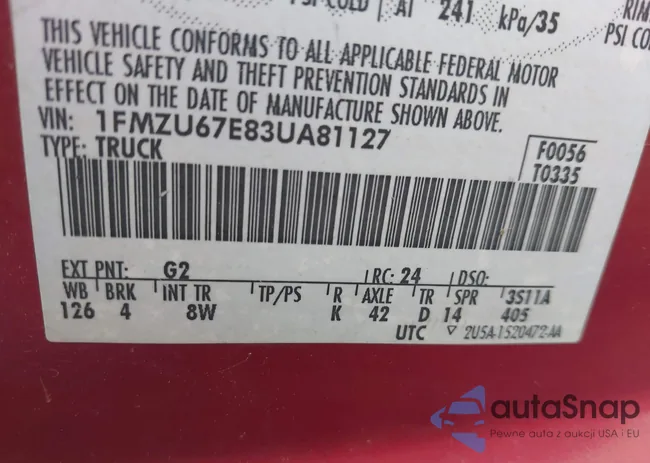 PSI COLD AT 241 kPa/35
RIN
PSI CO
THIS VEHICLE CONFORMS TO ALL APPLICABLE FEDERAL MOTOR
VEHICLE SAFETY AND THEFT PREVENTION STANDARDS IN
EFFECT ON THE DATE OF MANUFACTURE SHOWN ABOVE.
VIN: 1FMZU67E83UA81127
TYPE: TRUCK
F0056
T0335
EXT PNT: G2 RC: 24 DSO:
WB BRK INT TR TP/PS R AXLE TR SPR 3S11A
126 4 8W K 42 D 14 405
UTC ▽ 2U5A-1520472-AA
autaSnap
Pewne auta z aukcji USA i EU